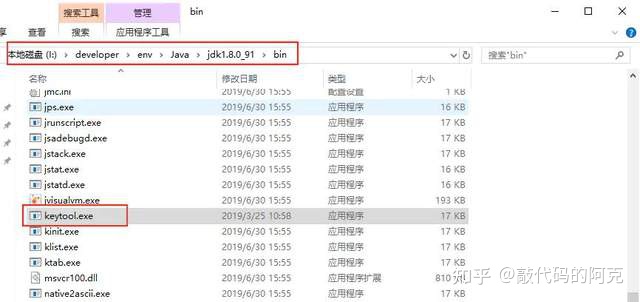 搜索工具 管理 bin
搜索 应用程序工具
本地磁盘 (I:) developer env Java jdk1.8.0_91 bin 搜索"bin"
名称 修改日期 类型 大小
jmc.ini 2019/6/30 15:55 配置设置 1 KB
jps.exe 2019/6/30 15:55 应用程序 16 KB
jrunscript.exe 2019/6/30 15:55 应用程序 17 KB
jsadebugd.exe 2019/6/30 15:55 应用程序 17 KB
jstack.exe 2019/6/30 15:55 应用程序 17 KB
jstat.exe 2019/6/30 15:55 应用程序 16 KB
jstatd.exe 2019/6/30 15:55 应用程序 17 KB
jvisualvm.exe 2019/6/30 15:55 应用程序 193 KB
keytool.exe 2019/3/25 10:58 应用程序 17 KB
kinit.exe 2019/6/30 15:55 应用程序 17 KB
klist.exe 2019/6/30 15:55 应用程序 17 KB
ktab.exe 2019/6/30 15:55 应用程序 17 KB
msvcr100.dll 2019/6/30 15:55 应用程序扩展 810
native2ascii.exe 2019/6/30 15:55 应用程序 17 KB
知乎 @敲代码的阿克